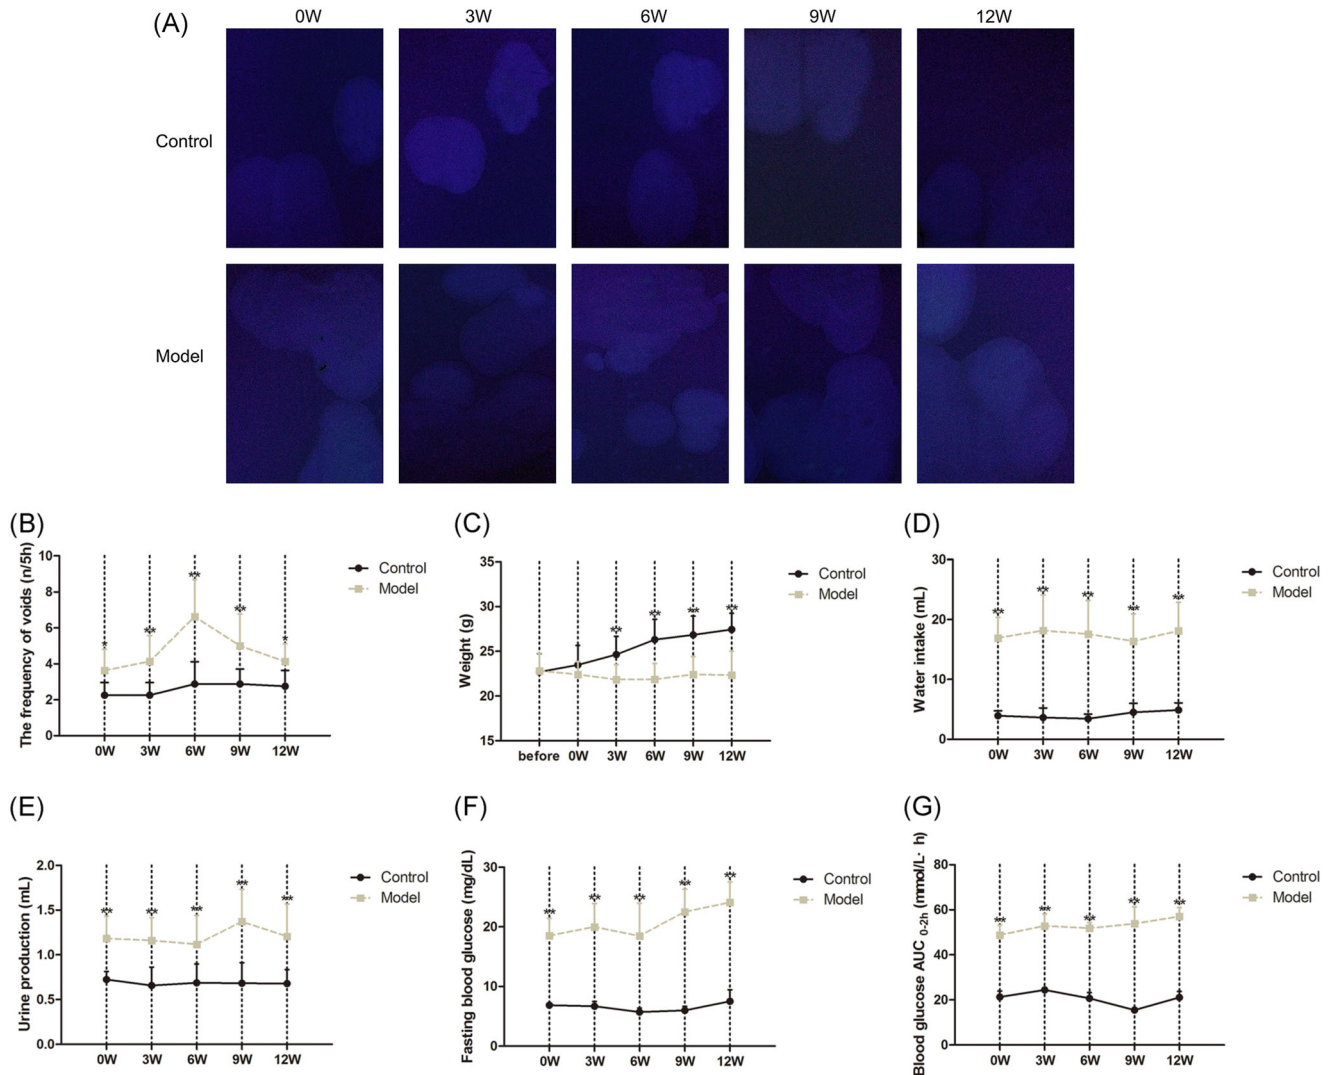 (A)
0W 3W 6W 9W 12W
Control
Model
(B)
The frequency of voids (n/5h)
10
8
6
4
2
0
* ** ** ** *
0W 3W 6W 9W 12W
Control
Model
(C)
Weight (g)
35
30
25
20
15
** ** ** **
before 0W 3W 6W 9W 12W
Control
Model
(D)
Water intake (mL)
30
20
10
0
** ** ** ** **
0W 3W 6W 9W 12W
Control
Model
(E)
Urine production (mL)
2.0
1.5
1.0
0.5
0.0
** ** ** ** **
0W 3W 6W 9W 12W
Control
Model
(F)
Fasting blood glucose (mg/dL)
30
20
10
0
** ** ** ** **
0W 3W 6W 9W 12W
Control
Model
(G)
Blood glucose AUC 0-2h (mmol/L· h)
80
60
40
20
0
** ** ** ** **
0W 3W 6W 9W 12W
Control
Model